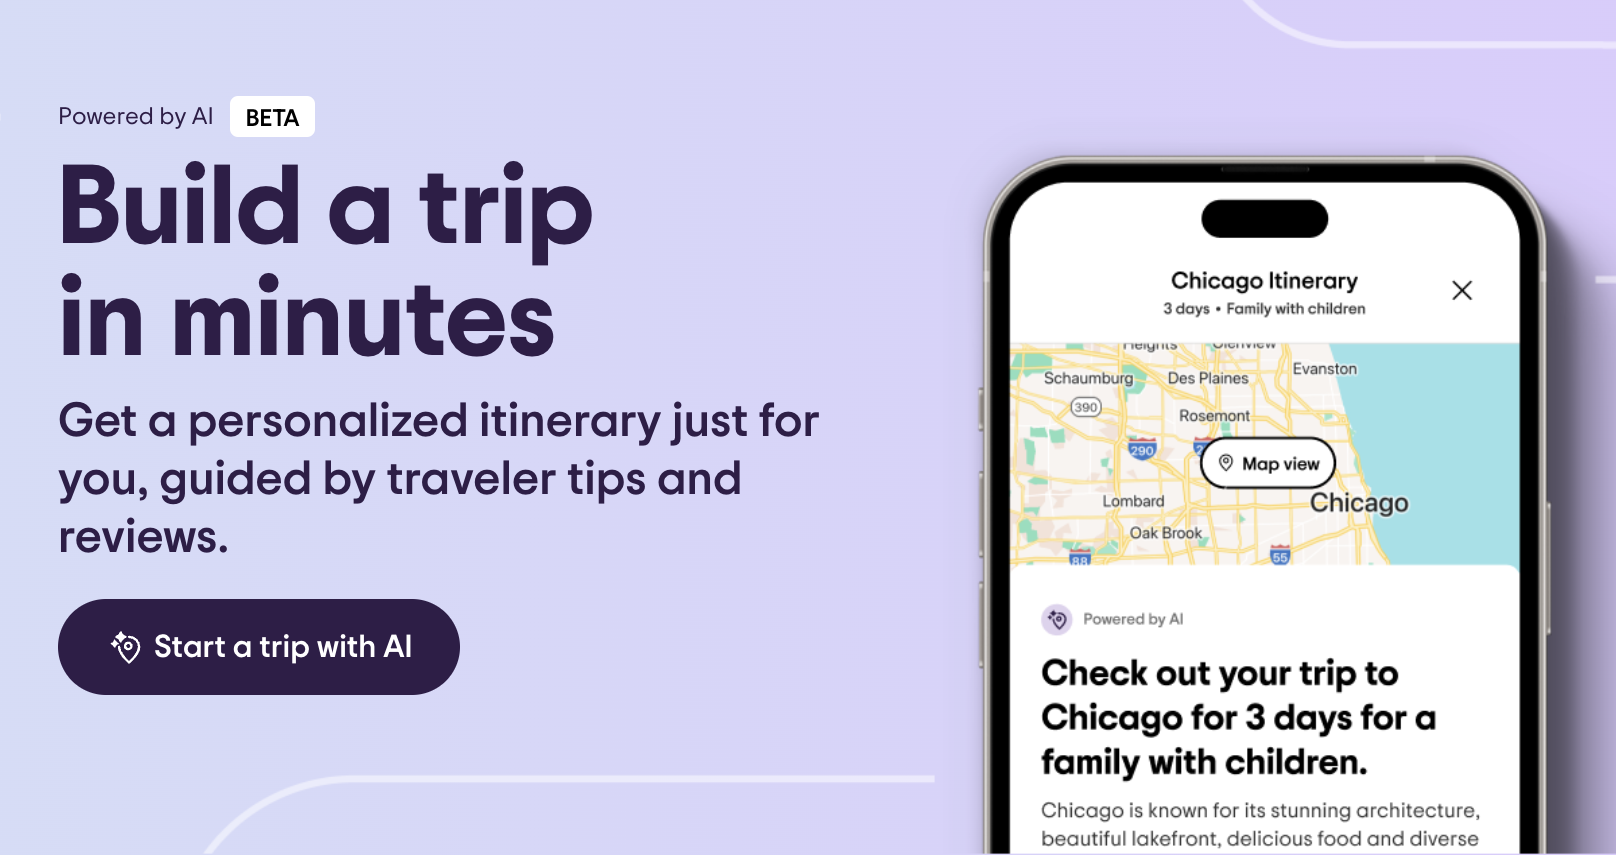 Powered by AI BETA
Build a trip
in minutes
Get a personalized itinerary just for
you, guided by traveler tips and
reviews.
Start a trip with AI
Chicago Itinerary
3 days • Family with children
Heights Glenview
Evanston
Schaumburg Des Plaines
390
Rosemont
290
Map view
Lombard Chicago
Oak Brook
88 55
Powered by AI
Check out your trip to
Chicago for 3 days for a
family with children.
Chicago is known for its stunning architecture,
beautiful lakefront, delicious food and diverse